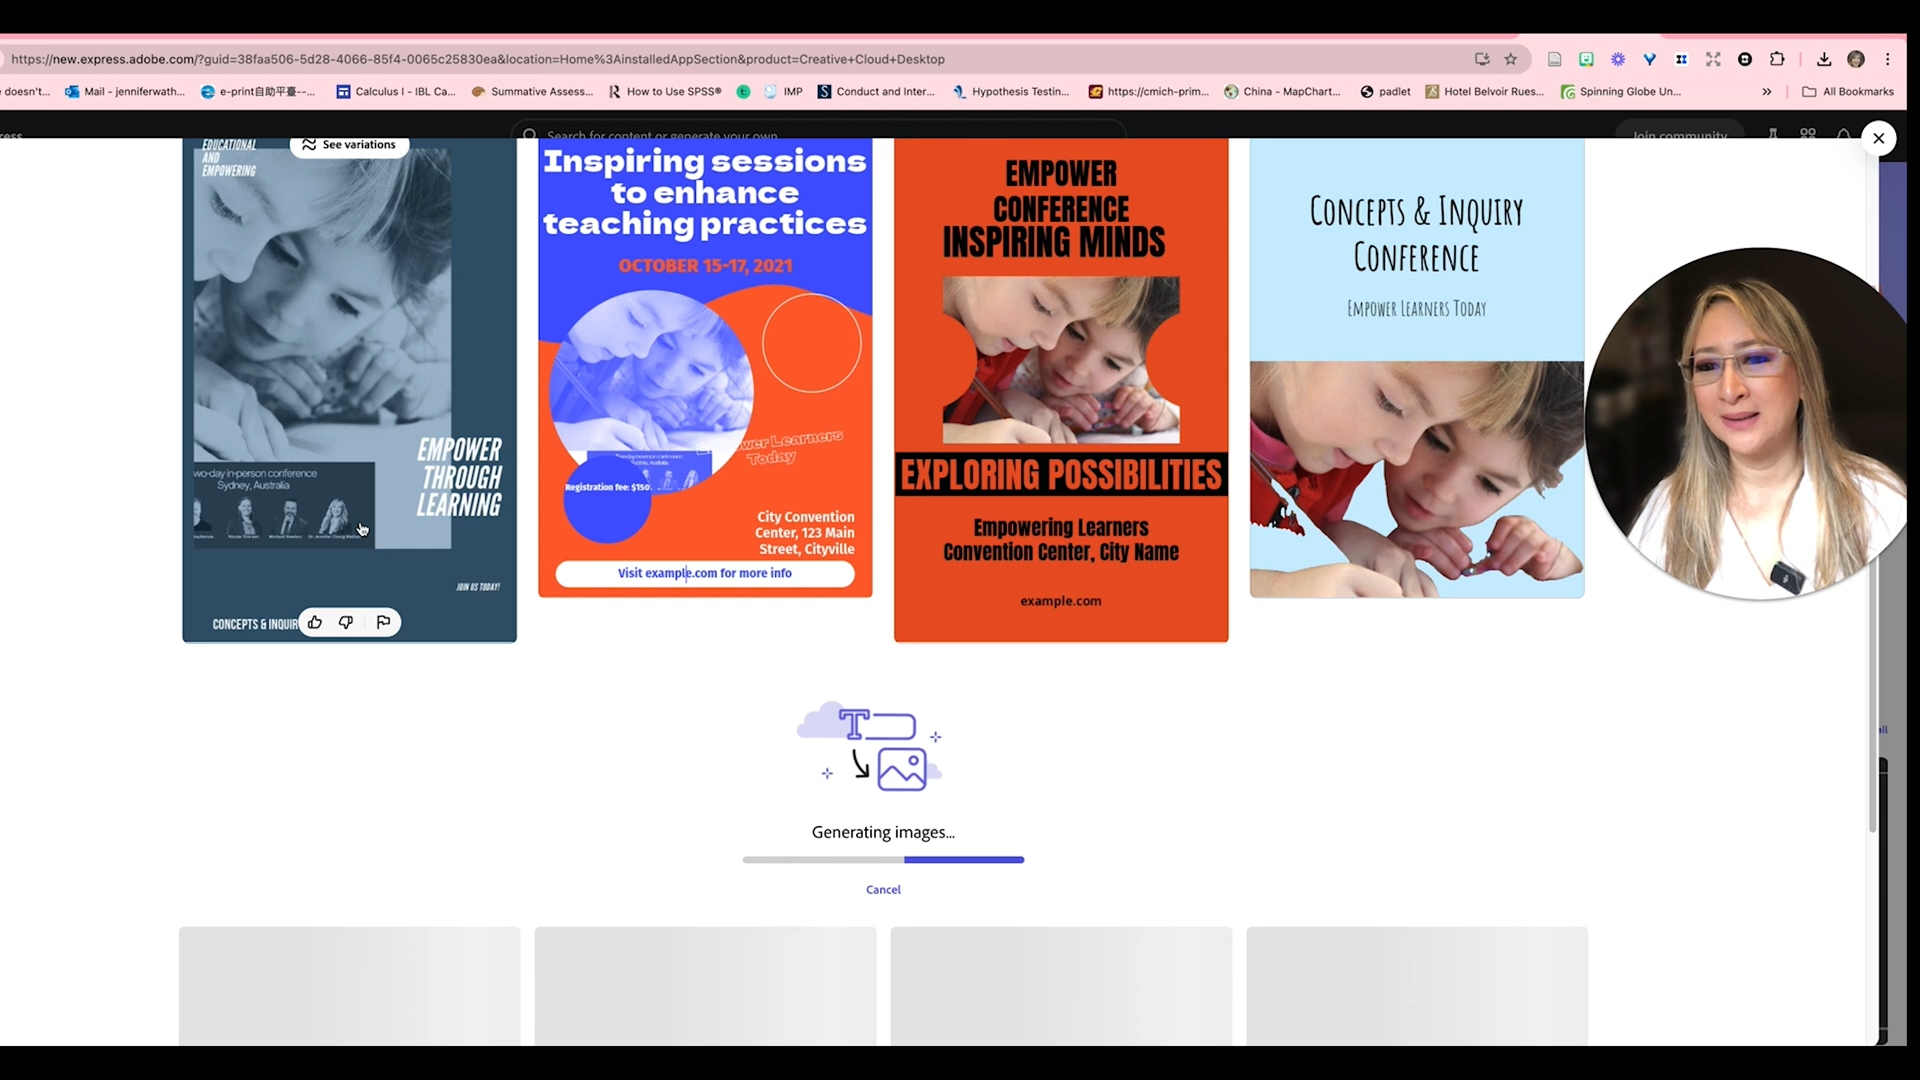 https://new.express.adobe.com/?guid=38faa506-5d28-4066-85f4-0065c25830ea&location=Home%3AinstalledAppSection&product=Creative+Cloud+Desktop
doesn't...
Mail - jenniferwath...
e-print自助平臺--...
Calculus I - IBL Ca...
Summative Assess...
How to Use SPSS®
IMP
Conduct and Inter...
Hypothesis Testin...
https://cmich-prim...
China - MapChart...
padlet
Hotel Belvoir Rues...
Spinning Globe Un...
»
All Bookmarks
ress
Search for content or generate your own
Join community
EDUCATIONAL
AND
EMPOWERING
See variations
wo-day in-person conference
Sydney, Australia
EMPOWER
THROUGH
LEARNING
JOIN US TODAY!
CONCEPTS & INQUIR
Inspiring sessions
to enhance
teaching practices
OCTOBER 15-17, 2021
wer Learners
Today
Registration fee: $150
City Convention
Center, 123 Main
Street, Cityville
Visit example.com for more info
EMPOWER
CONFERENCE
INSPIRING MINDS
EXPLORING POSSIBILITIES
Empowering Learners
Convention Center, City Name
example.com
Concepts & Inquiry
Conference
Empower Learners Today
Generating images...
Cancel